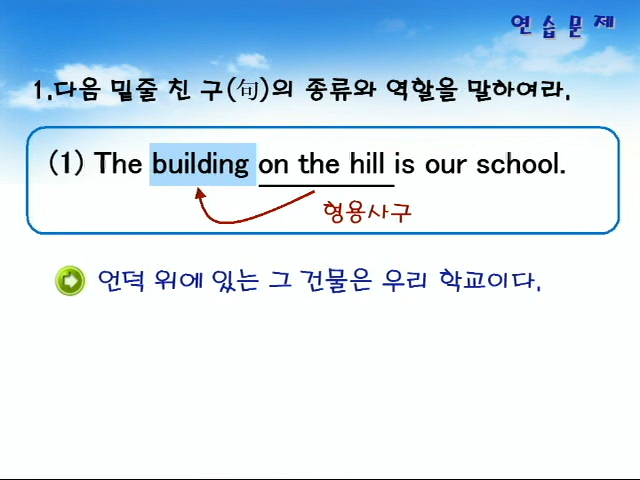 연습문제
1.다음 밑줄 친 구(句)의 종류와 역할을 말하여라.
(1) The building on the hill is our school.
형용사구
언덕 위에 있는 그 건물은 우리 학교이다.